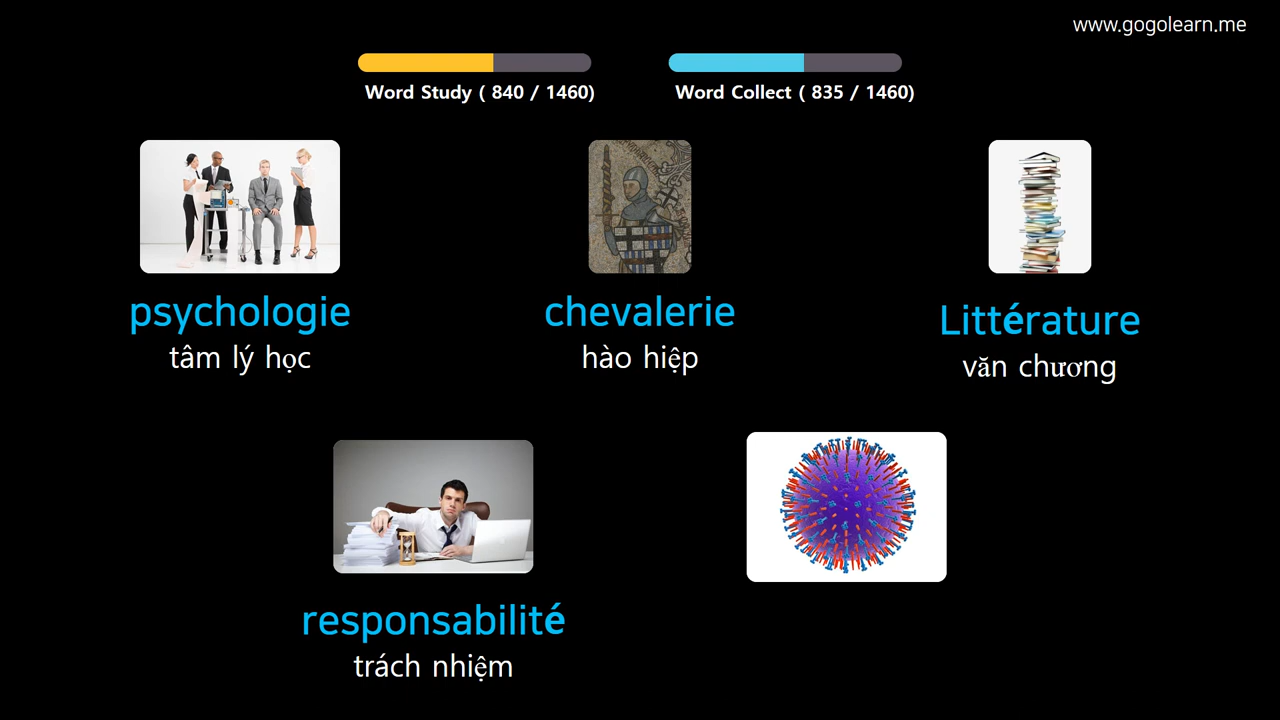 www.gogolearn.me
Word Study ( 840 / 1460)
Word Collect ( 835 / 1460)
psychologie
tâm lý học
chevalerie
hào hiệp
Littérature
văn chương
responsabilité
trách nhiệm